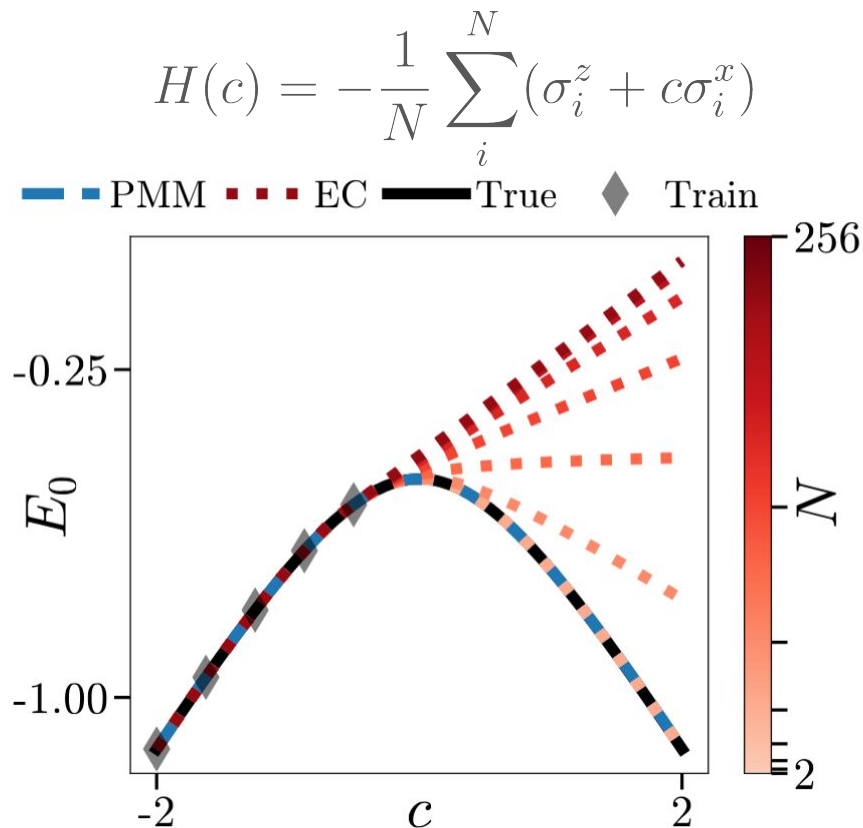 H(c) = -\frac{1}{N} \sum_{i}^{N} (\sigma_i^z + c\sigma_i^x)
PMM EC True Train
256
-0.25
E_0
N
-1.00
2
-2 c 2